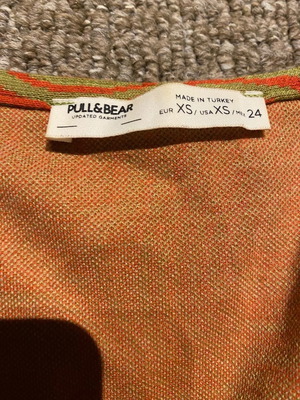 PULL&BEAR
UPDATED GARMENTS
MADE IN TURKEY
EUR XS / USA XS / MEX 24